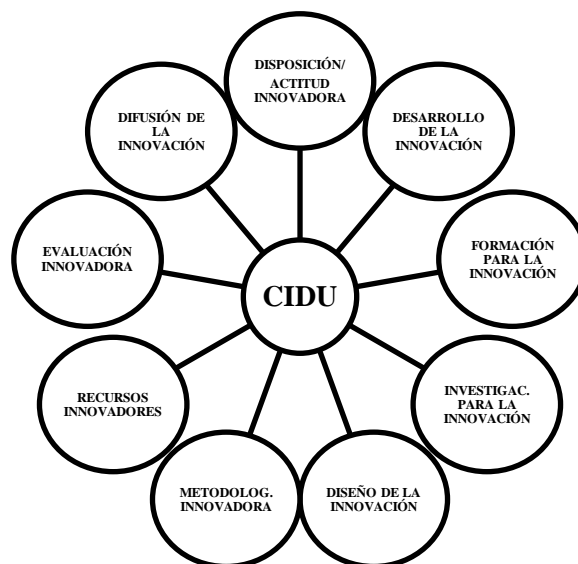 DISPOSICIÓN/
ACTITUD
INNOVADORA
DESARROLLO
DE LA
INNOVACIÓN
FORMACIÓN
PARA LA
INNOVACIÓN
INVESTIGAC.
PARA LA
INNOVACIÓN
DISEÑO DE LA
INNOVACIÓN
METODOLOG.
INNOVADORA
RECURSOS
INNOVADORES
EVALUACIÓN
INNOVADORA
DIFUSIÓN DE
LA
INNOVACIÓN
CIDU